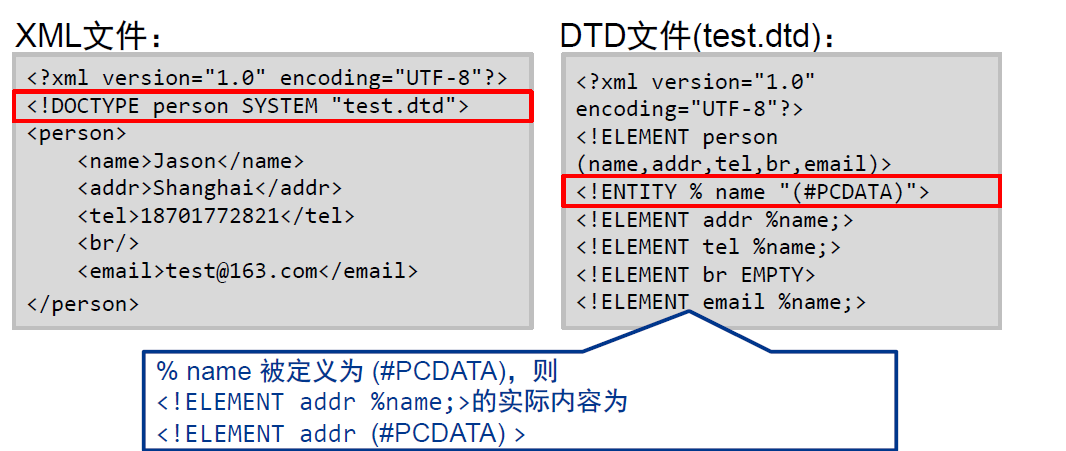 XML文件：
<?xml version="1.0" encoding="UTF-8"?>
<!DOCTYPE person SYSTEM "test.dtd">
<person>
    <name>Jason</name>
    <addr>Shanghai</addr>
    <tel>18701772821</tel>
    <br/>
    <email>test@163.com</email>
</person>
DTD文件(test.dtd)：
<?xml version="1.0"
encoding="UTF-8"?>
<!ELEMENT person
(name,addr,tel,br,email)>
<!ENTITY % name "(#PCDATA)">
<!ELEMENT addr %name;>
<!ELEMENT tel %name;>
<!ELEMENT br EMPTY>
<!ELEMENT email %name;>
% name 被定义为 (#PCDATA)，则
<!ELEMENT addr %name;>的实际内容为
<!ELEMENT addr (#PCDATA) >